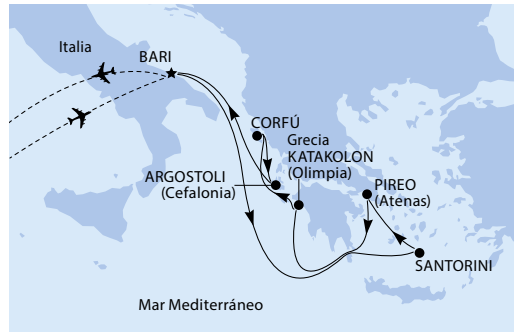 Italia
BARI
CORFÚ
Grecia
KATAKOLON
(Olimpia)
ARGOSTOLI
(Cefalonia)
PIREO
(Atenas)
SANTORINI
Mar Mediterráneo